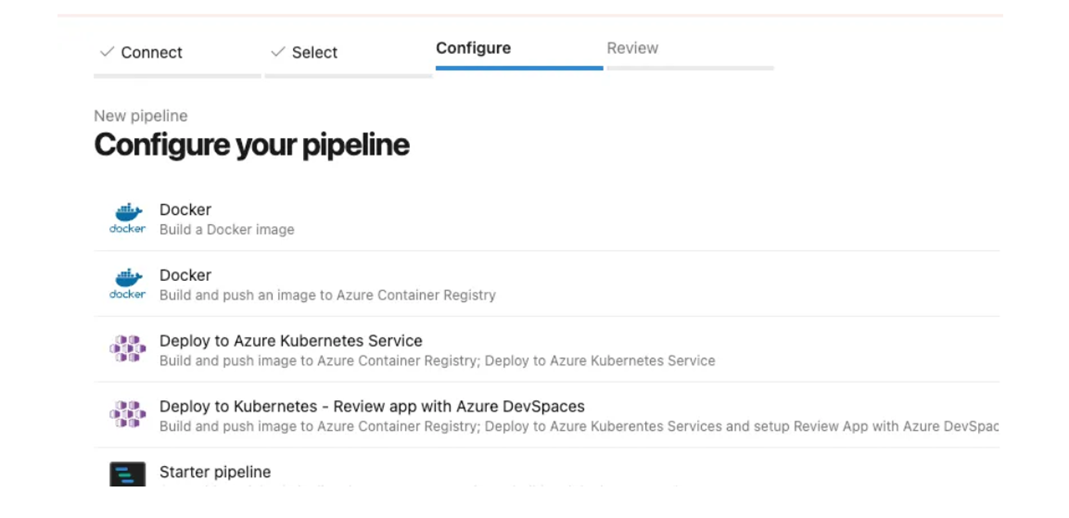 Connect
Select
Configure
Review
New pipeline
Configure your pipeline
docker
Docker
Build a Docker image
docker
Docker
Build and push an image to Azure Container Registry
Deploy to Azure Kubernetes Service
Build and push image to Azure Container Registry; Deploy to Azure Kubernetes Service
Deploy to Kubernetes - Review app with Azure DevSpaces
Build and push image to Azure Container Registry; Deploy to Azure Kuberentes Services and setup Review App with Azure DevSpac
Starter pipeline